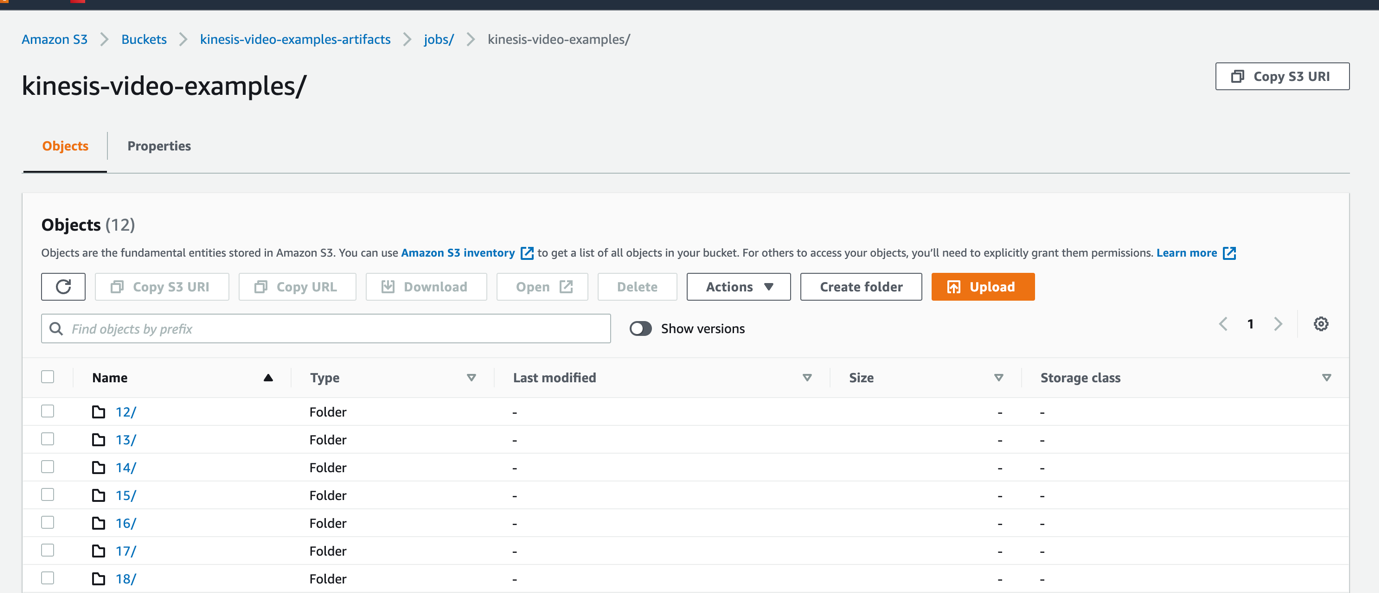 Amazon S3 > Buckets > kinesis-video-examples-artifacts > jobs/ > kinesis-video-examples/
kinesis-video-examples/
Copy S3 URI
Objects Properties
Objects (12)
Objects are the fundamental entities stored in Amazon S3. You can use Amazon S3 inventory to get a list of all objects in your bucket. For others to access your objects, you'll need to explicitly grant them permissions. Learn more
Copy S3 URI Copy URL Download Open Delete Actions Create folder Upload
Find objects by prefix Show versions < 1 >
Name Type Last modified Size Storage class
12/ Folder - - -
13/ Folder - - -
14/ Folder - - -
15/ Folder - - -
16/ Folder - - -
17/ Folder - - -
18/ Folder - - -